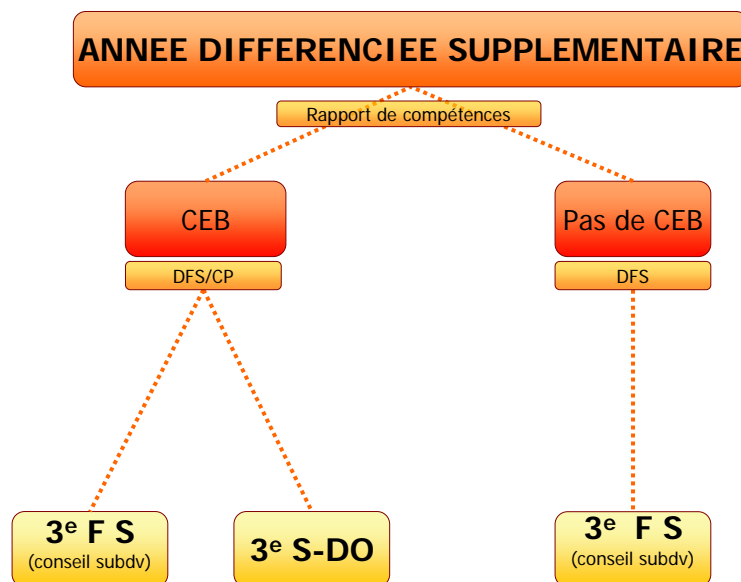 ANNEE DIFFERENCIEE SUPPLEMENTAIRE
Rapport de compétences
CEB
Pas de CEB
DFS/CP
DFS
3e F S
(conseil subdv)
3e S-DO
3e F S
(conseil subdv)